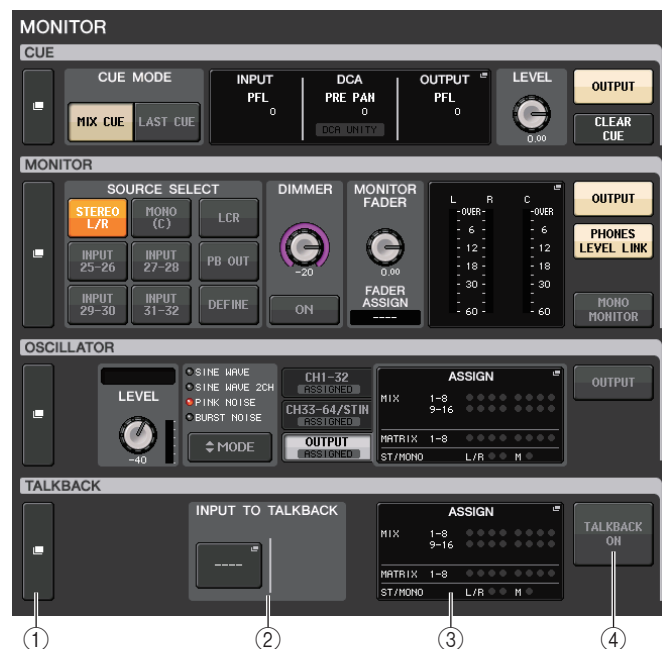 MONITOR
CUE
CUE MODE
MIX CUE LAST CUE
INPUT DCA OUTPUT
PFL PRE PAN PFL
0 0 0
DCA UNITY
LEVEL
0.00
OUTPUT
CLEAR
CUE
MONITOR
SOURCE SELECT
STEREO
L/R
MONO
(C)
LCR
INPUT
25-26
INPUT
27-28
PB OUT
INPUT
29-30
INPUT
31-32
DEFINE
DIMMER
-20
ON
MONITOR
FADER
0.00
FADER
ASSIGN
----
L R C
-OVER- -OVER
- 6 - - 6
- 12 - - 12
- 18 - - 18
- 30 - - 30
- 60 - - 60
OUTPUT
PHONES
LEVEL LINK
MONO
MONITOR
OSCILLATOR
LEVEL
-40
SINE WAVE
SINE WAVE 2CH
PINK NOISE
BURST NOISE
MODE
CH1-32
ASSIGNED
CH33-64/STIN
ASSIGNED
OUTPUT
ASSIGNED
ASSIGN
MIX 1-8
9-16
MATRIX 1-8
ST/MONO L/R M
OUTPUT
TALKBACK
INPUT TO TALKBACK
----
ASSIGN
MIX 1-8
9-16
MATRIX 1-8
ST/MONO L/R M
TALKBACK
ON
① ② ③ ④